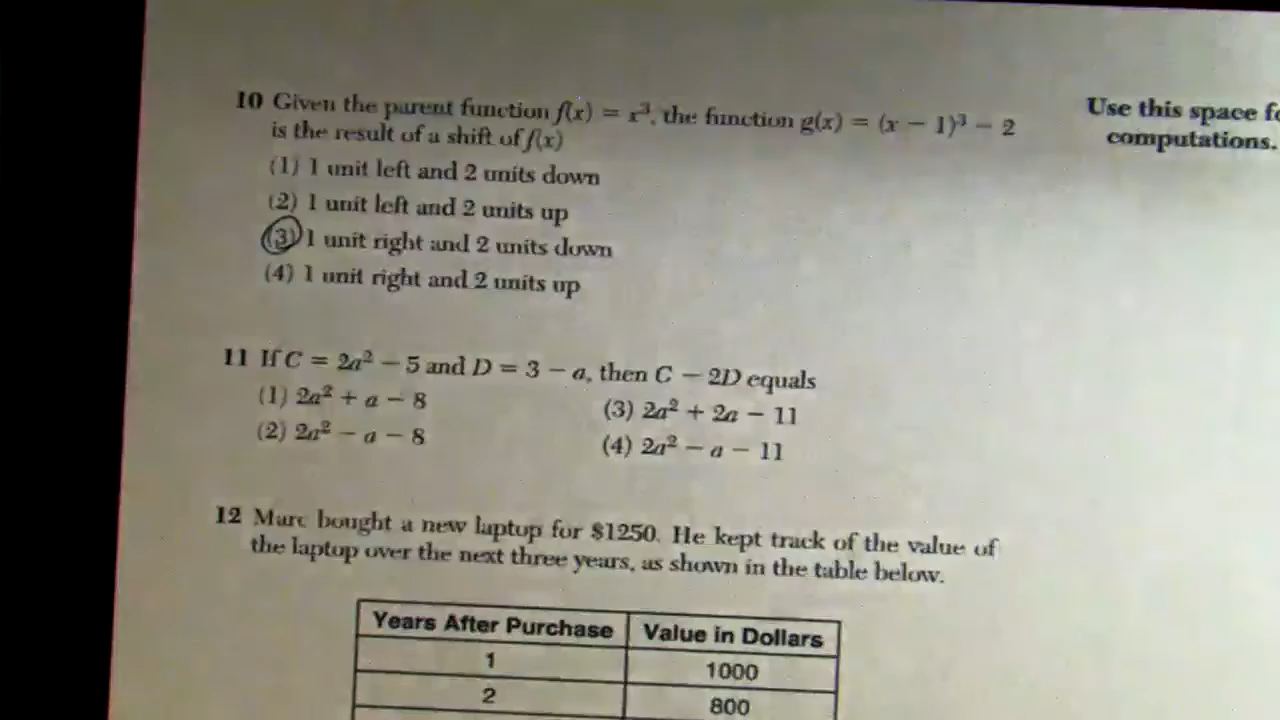 10 Given the parent function f(x) = x³, the function g(x) = (x − 1)³ − 2
is the result of a shift of f(x)
(1) 1 unit left and 2 units down
(2) 1 unit left and 2 units up
(3) 1 unit right and 2 units down
(4) 1 unit right and 2 units up
Use this space
computations.
11 If C = 2a² − 5 and D = 3 − a, then C − 2D equals
(1) 2a² + a − 8
(2) 2a² − a − 8
(3) 2a² + 2a − 11
(4) 2a² − a − 11
12 Marc bought a new laptop for $1250. He kept track of the value of
the laptop over the next three years, as shown in the table below.
Years After Purchase Value in Dollars
1 1000
2 800